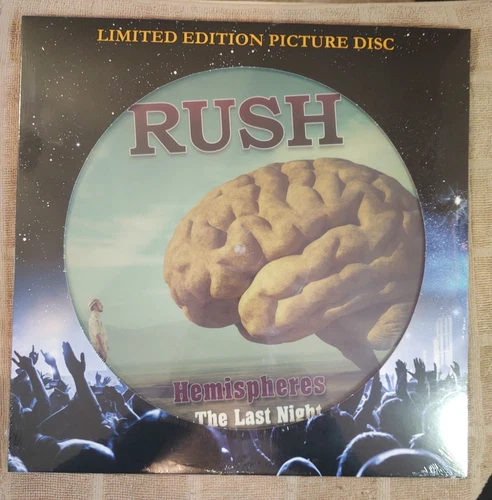 LIMITED EDITION PICTURE DISC
RUSH
Hemispheres
The Last Night